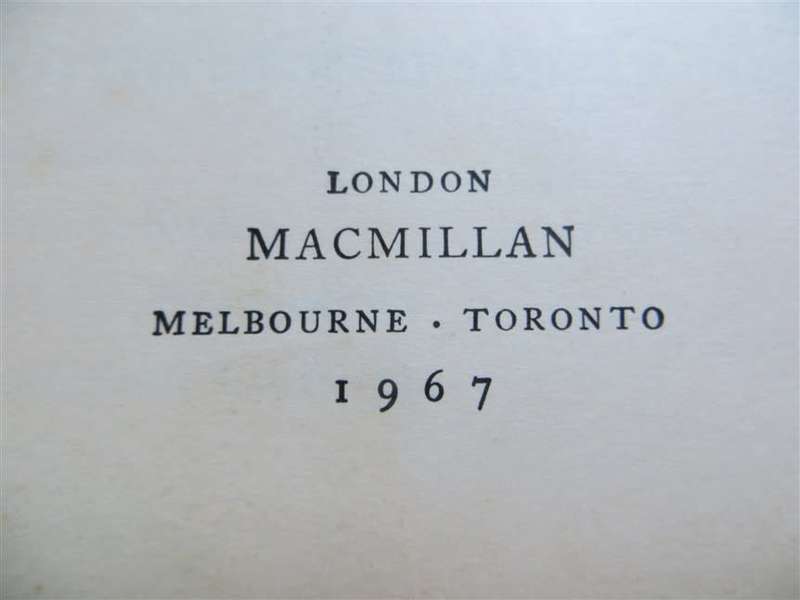 LONDON
MACMILLAN
MELBOURNE · TORONTO
1967